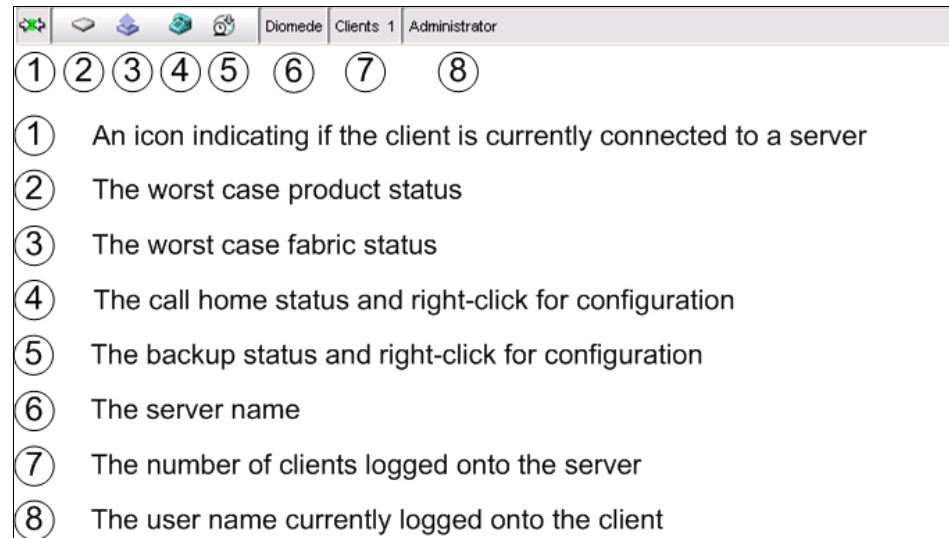 Diomede Clients 1 Administrator
1 2 3 4 5 6 7 8
1 An icon indicating if the client is currently connected to a server
2 The worst case product status
3 The worst case fabric status
4 The call home status and right-click for configuration
5 The backup status and right-click for configuration
6 The server name
7 The number of clients logged onto the server
8 The user name currently logged onto the client